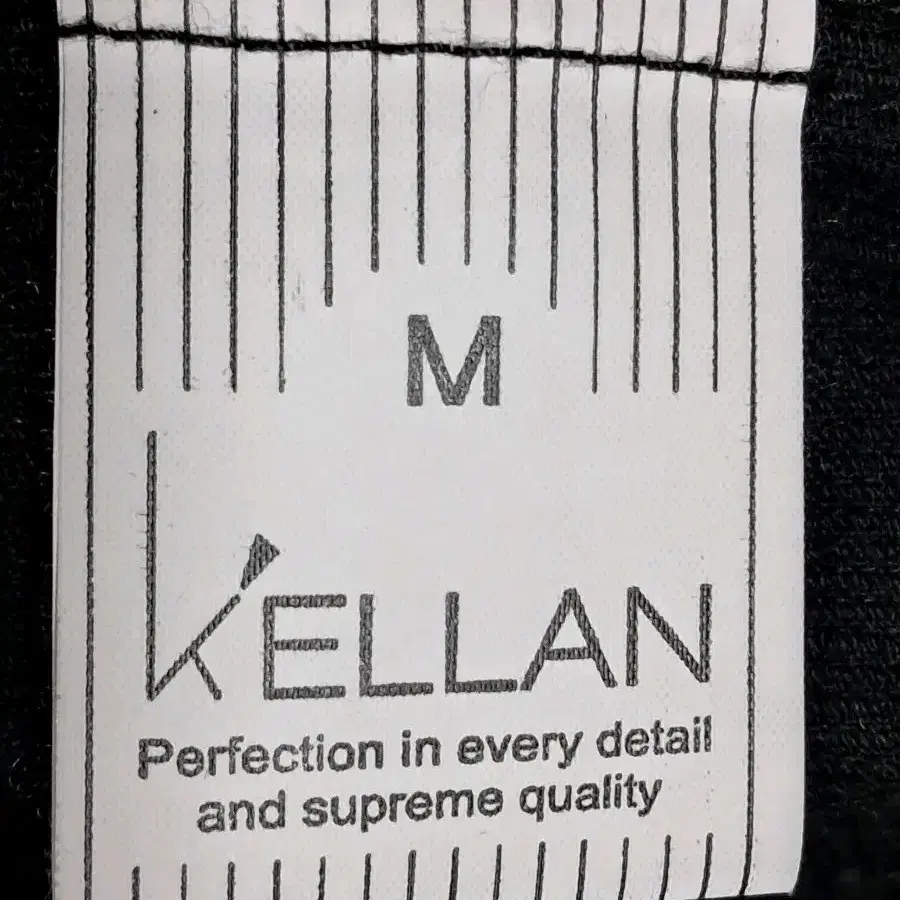 M
KELLAN
Perfection in every detail
and supreme quality